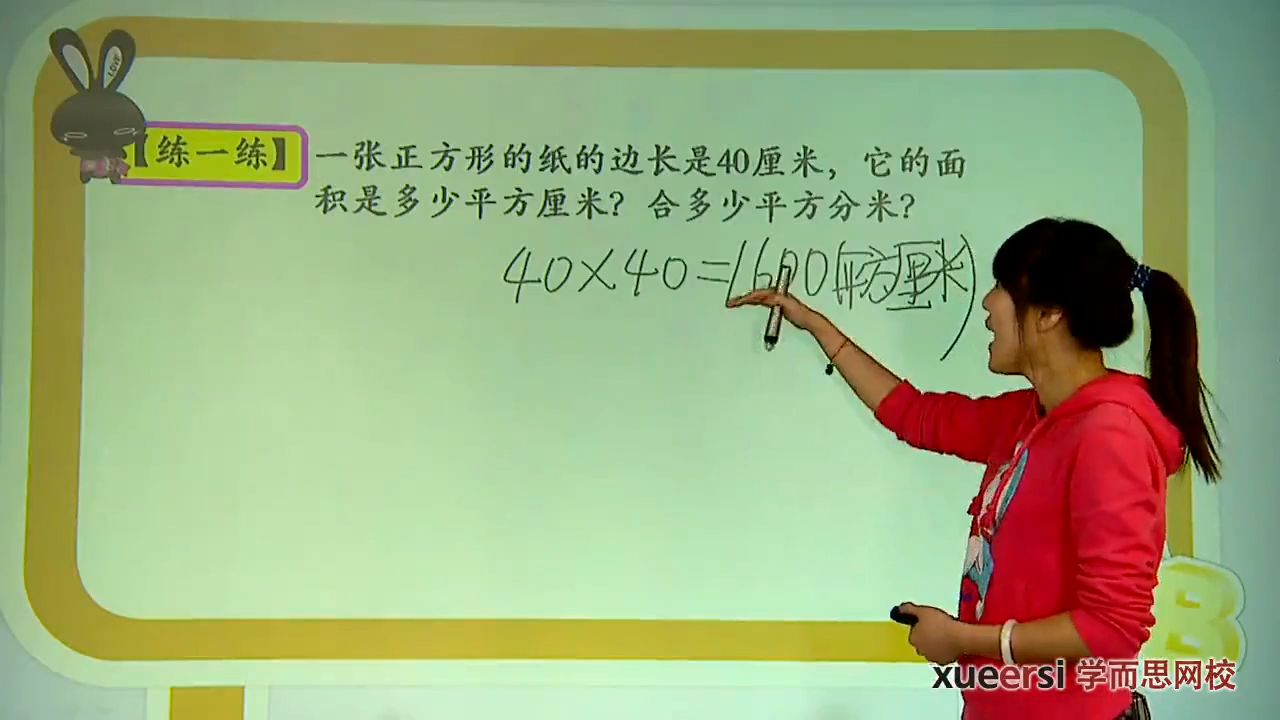 【练一练】一张正方形的纸的边长是40厘米，它的面
积是多少平方厘米？合多少平方分米？
40×40=1600(平方厘米)
B
xueersi 学而思网校